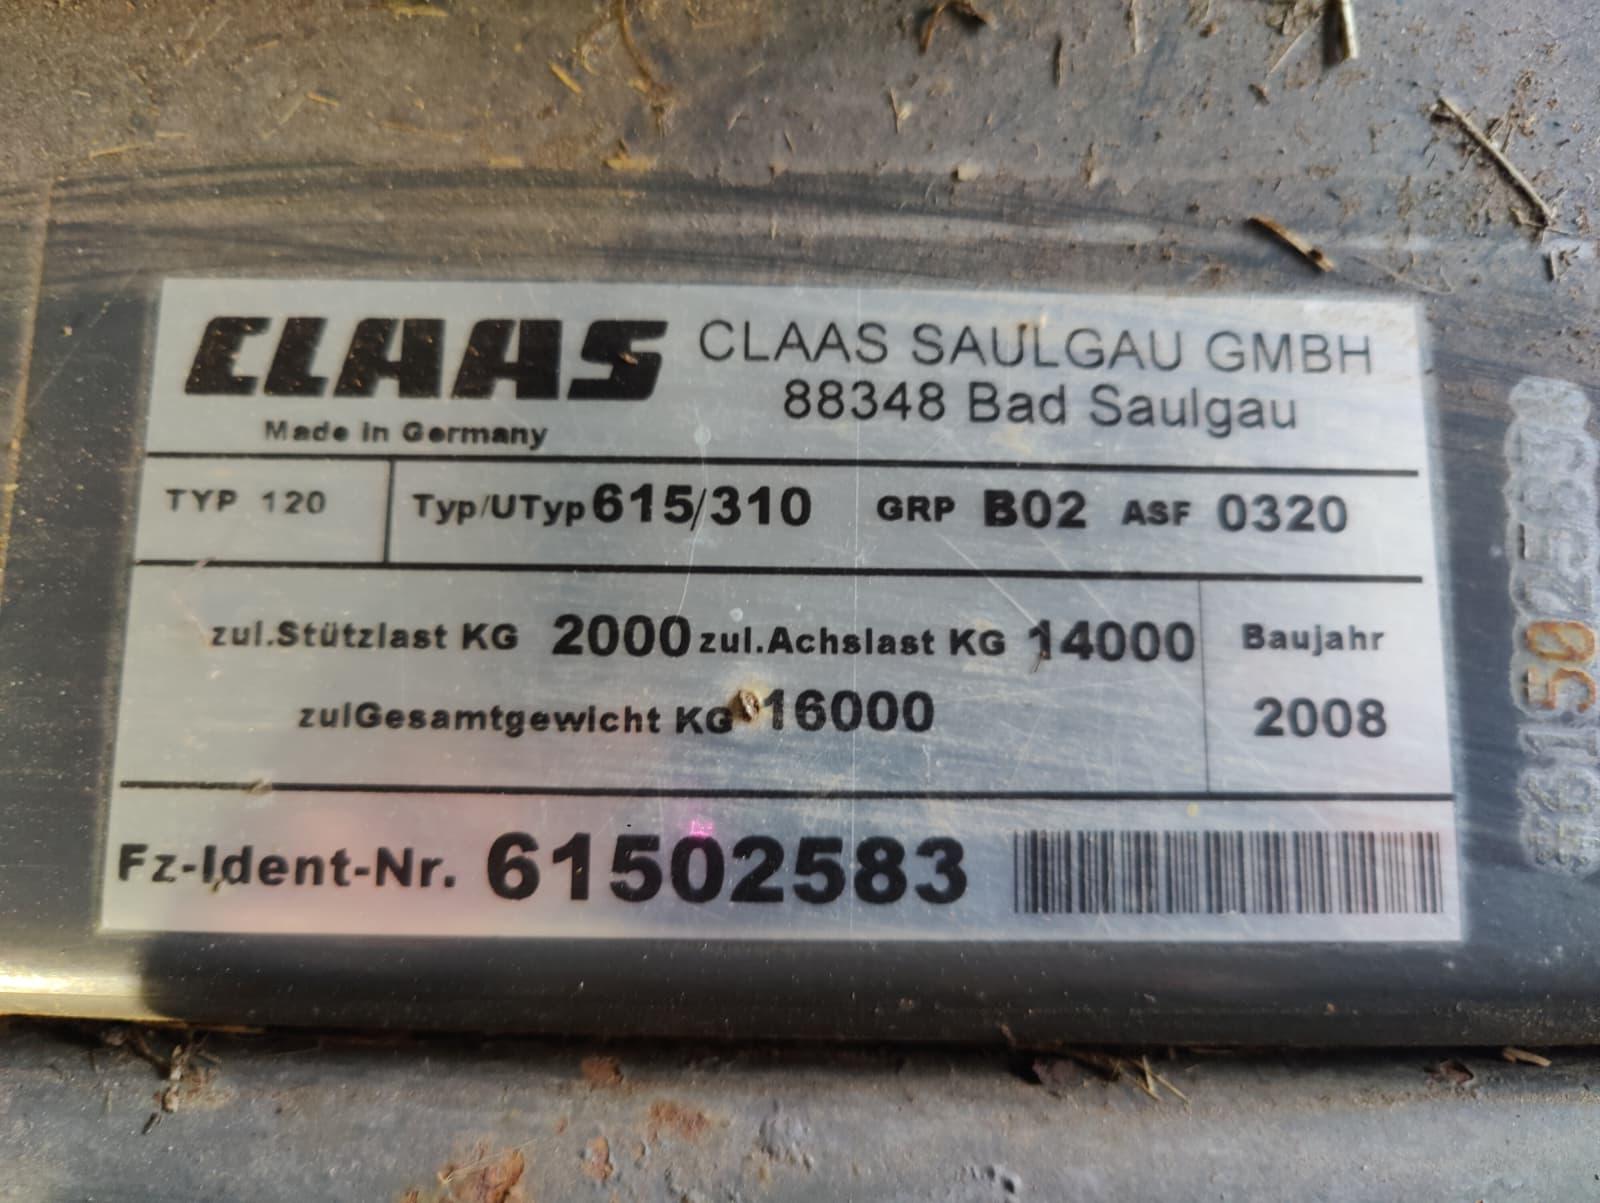 CLAAS
CLAAS SAULGAU GMBH
88348 Bad Saulgau
Made in Germany
TYP 120
Typ/UTyp 615/310 GRP B02 ASF 0320
zul.Stützlast KG 2000 zul.Achslast KG 14000
zulGesamtgewicht KG 16000
Baujahr
2008
Fz-Ident-Nr. 61502583
*61502583*